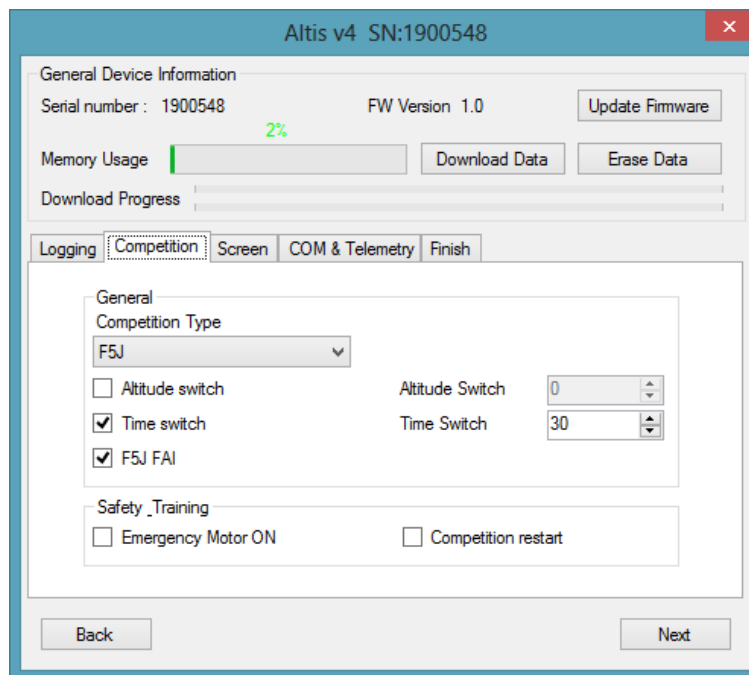 Altis v4 SN:1900548
General Device Information
Serial number : 1900548 FW Version 1.0 Update Firmware
2%
Memory Usage Download Data Erase Data
Download Progress
Logging Competition Screen COM & Telemetry Finish
General
Competition Type
F5J
Altitude switch Altitude Switch 0
Time switch Time Switch 30
F5J FAI
Safety_Training
Emergency Motor ON Competition restart
Back Next